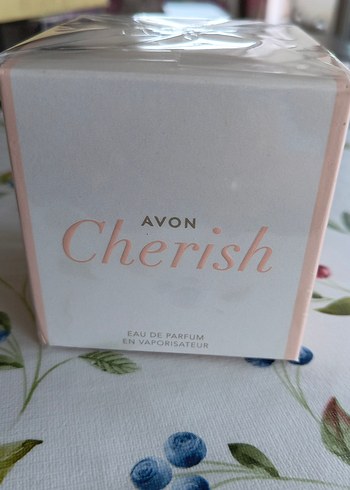 AVON
Cherish
EAU DE PARFUM
EN VAPORISATEUR